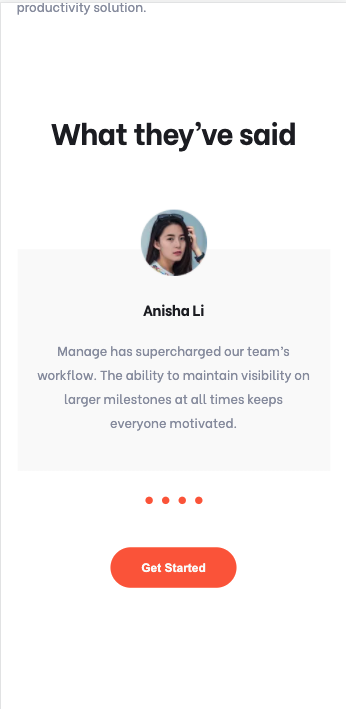 productivity solution.
What they’ve said
Anisha Li
Manage has supercharged our team’s
workflow. The ability to maintain visibility on
larger milestones at all times keeps
everyone motivated.
Get Started